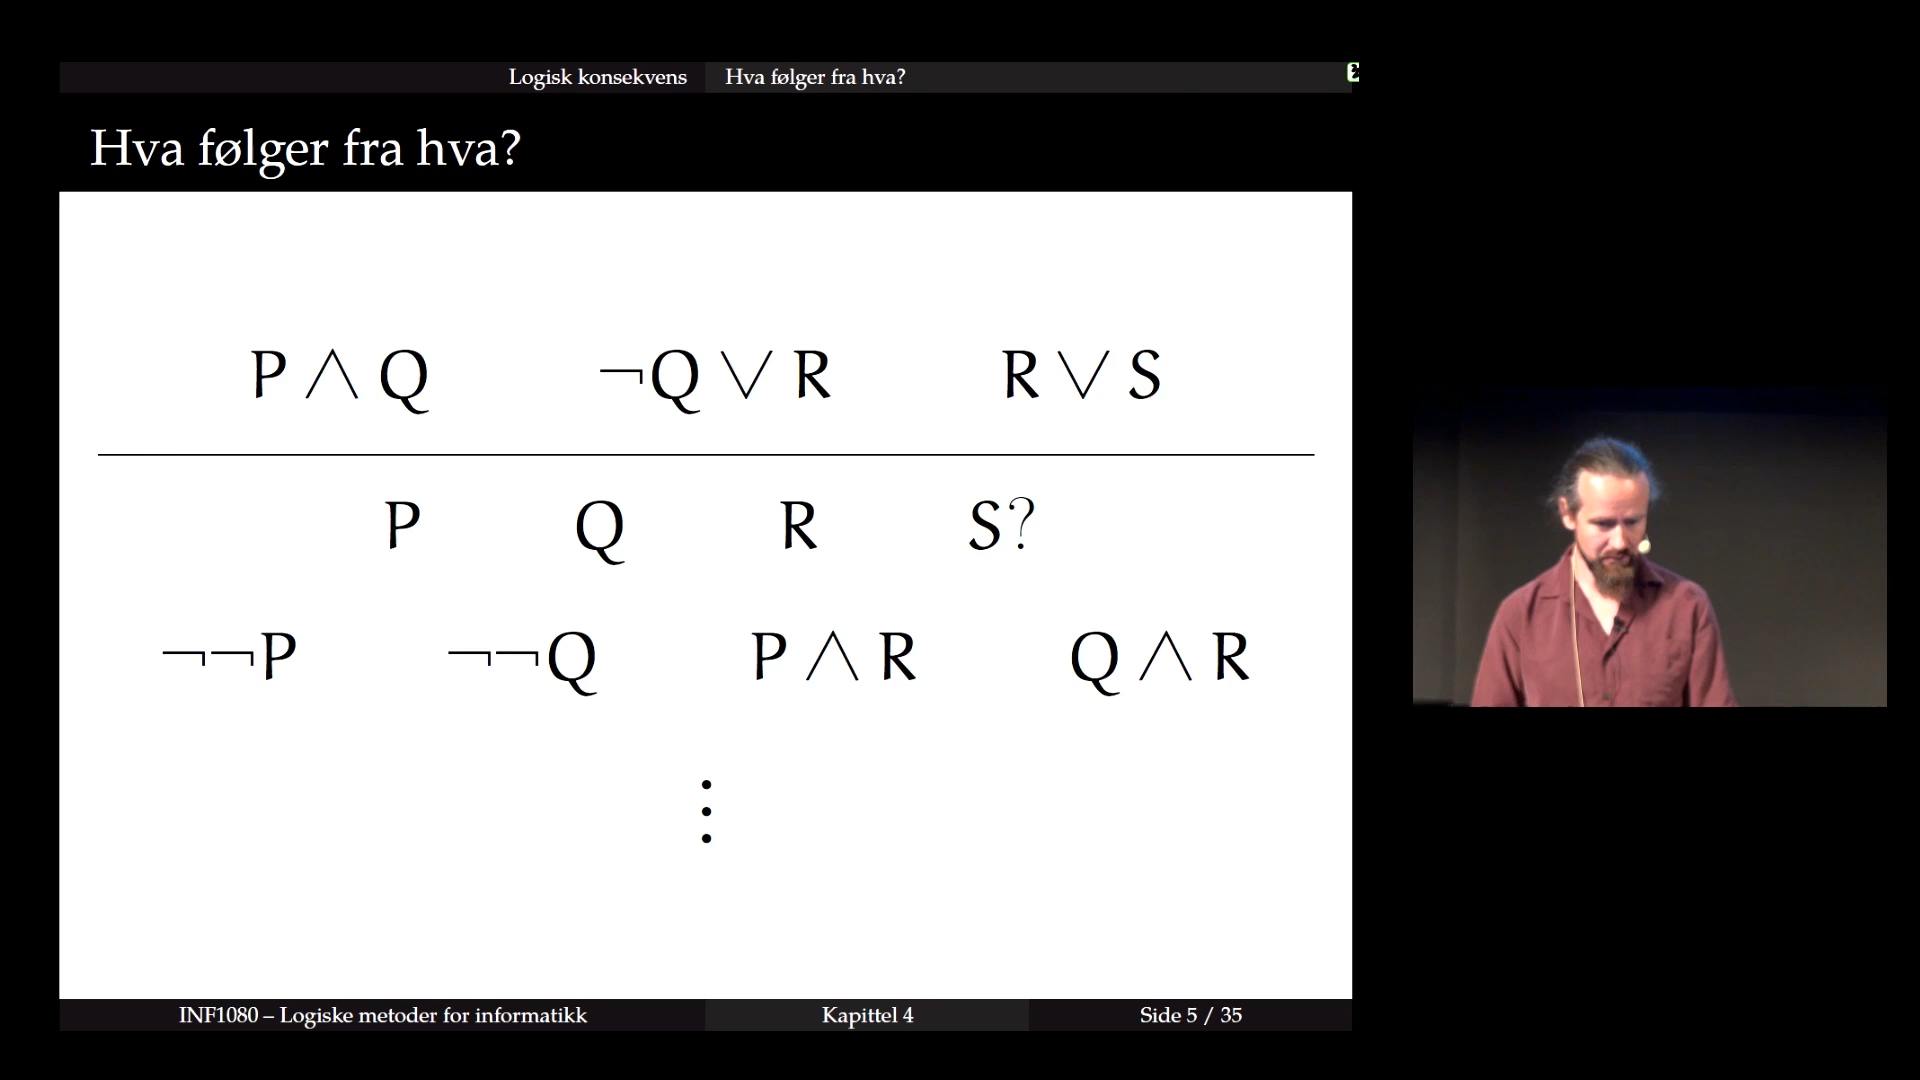 Logisk konsekvens Hva følger fra hva?
Hva følger fra hva?
P ∧ Q ¬Q ∨ R R ∨ S
P Q R S?
¬¬P ¬¬Q P ∧ R Q ∧ R
⋮
INF1080 – Logiske metoder for informatikk Kapittel 4 Side 5 / 35